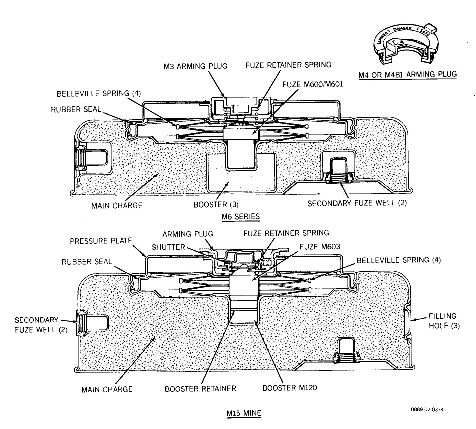 M3 ARMING PLUG
FUZE RETAINER SPRING
M4 OR M4B1 ARMING PLUG
FUZE M600/M601
BELLEVILLE SPRING (4)
RUBBER SEAL
MAIN CHARGE
BOOSTER (3)
SECONDARY FUZE WELL (2)
M6 SERIES
ARMING PLUG
FUZE RETAINER SPRING
PRESSURE PLATE
SHUTTER
FUZE M603
RUBBER SEAL
BELLEVILLE SPRING (4)
SECONDARY
FUZE WELL (2)
FILLING
HOLE (3)
MAIN CHARGE
BOOSTER RETAINER
BOOSTER M120
M15 MINE